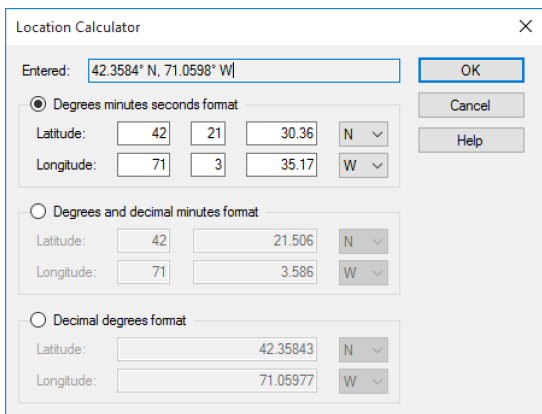 Location Calculator
Entered: 42.3584° N, 71.0598° W
OK
Degrees minutes seconds format
Cancel
Latitude: 42 21 30.36 N
Help
Longitude: 71 3 35.17 W
Degrees and decimal minutes format
Latitude: 42 21.506 N
Longitude: 71 3.586 W
Decimal degrees format
Latitude: 42.35843 N
Longitude: 71.05977 W